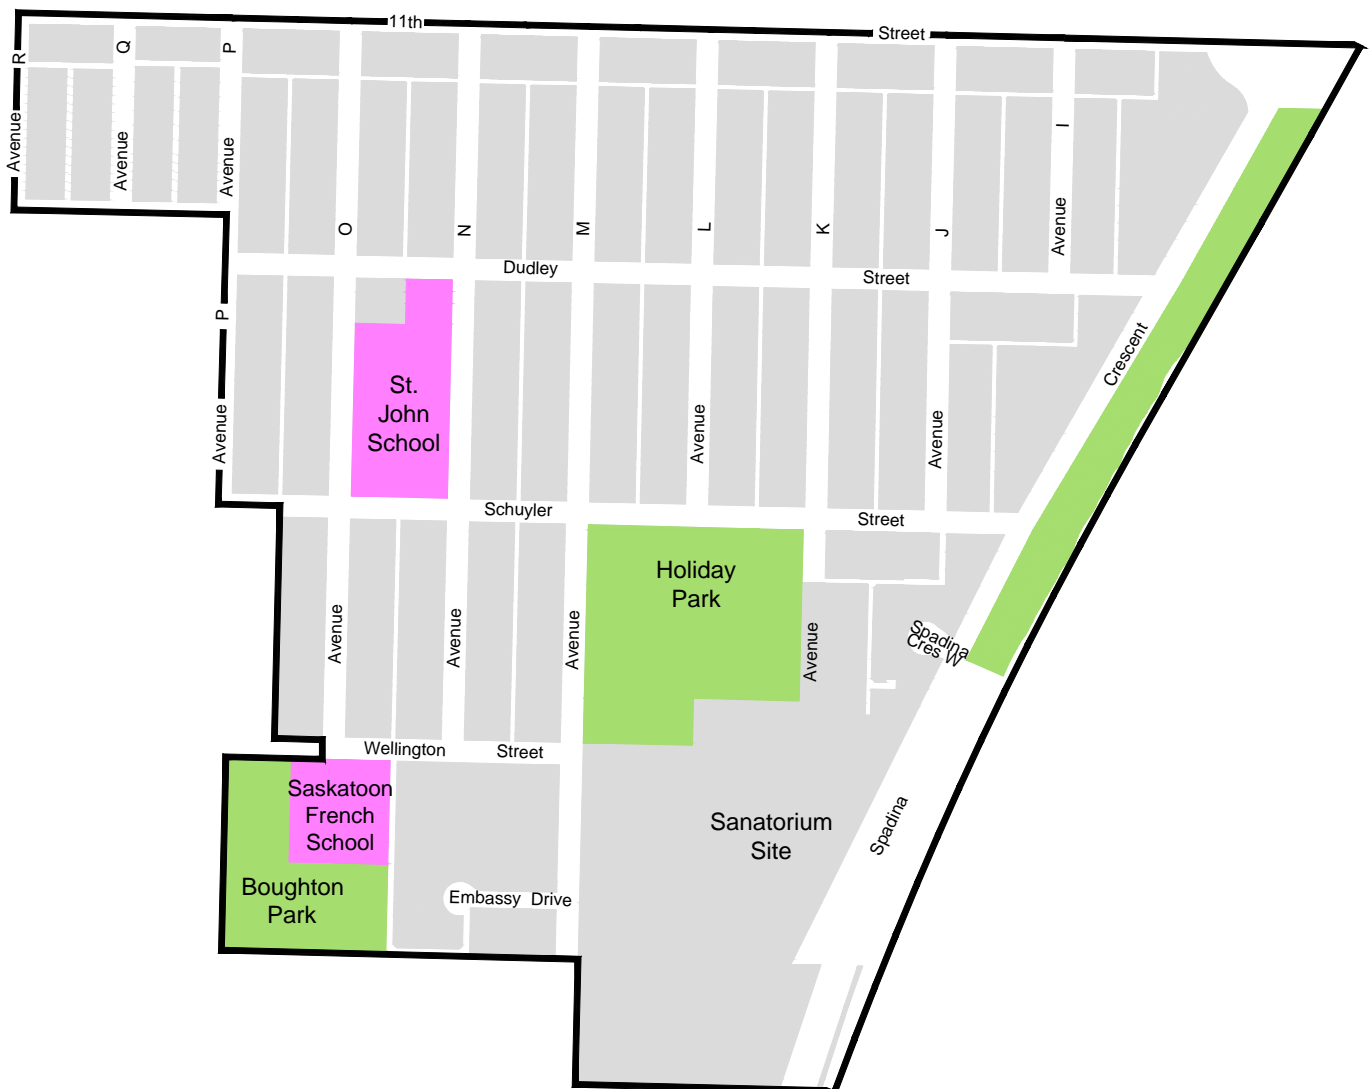 11th
Street
R
Q
P
Avenue
Avenue
Avenue
I
Avenue
O
N
M
L
K
J
Dudley
Street
P
Avenue
Crescent
St.
John
School
Avenue
Avenue
Schuyler
Street
Holiday
Park
Avenue
Avenue
Avenue
Avenue
Spadina
Cres W
Wellington
Street
Saskatoon
French
School
Sanatorium
Site
Spadina
Boughton
Park
Embassy Drive